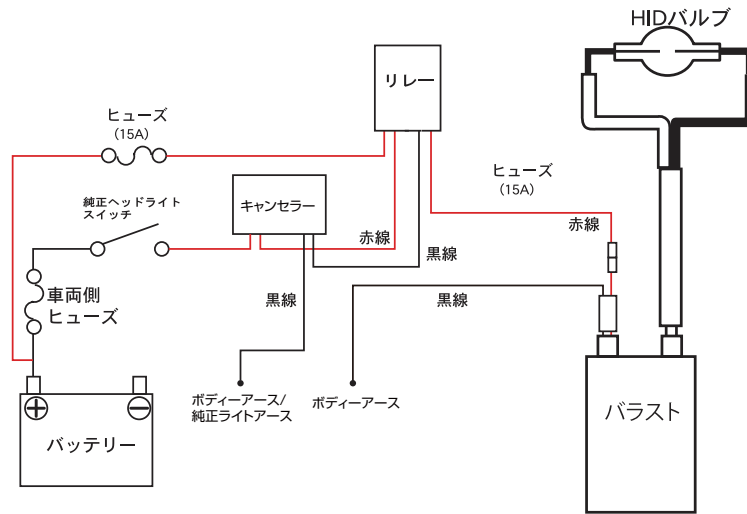 HIDバルブ
リレー
ヒューズ
(15A)
ヒューズ
(15A)
純正ヘッドライト
スイッチ
キャンセラー
赤線
赤線
黒線
車両側
ヒューズ
黒線
黒線
ボディーアース/
純正ライトアース
ボディーアース
バラスト
バッテリー